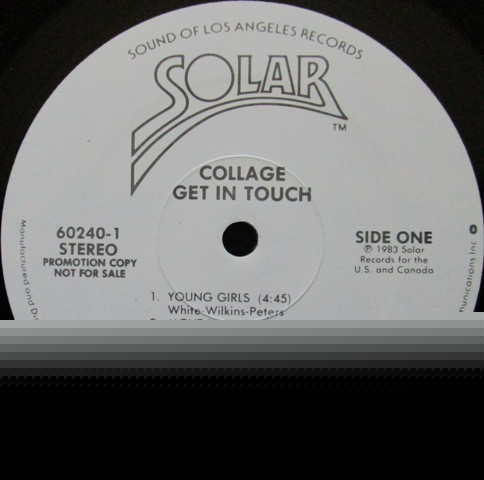 SOUND OF LOS ANGELES RECORDS
SOLAR
TM
COLLAGE
GET IN TOUCH
60240-1
STEREO
PROMOTION COPY
NOT FOR SALE
SIDE ONE
℗ 1983 Solar
Records for the
U.S. and Canada
1. YOUNG GIRLS (4:45)
White-Wilkins-Peters
Manufactured and
Inc